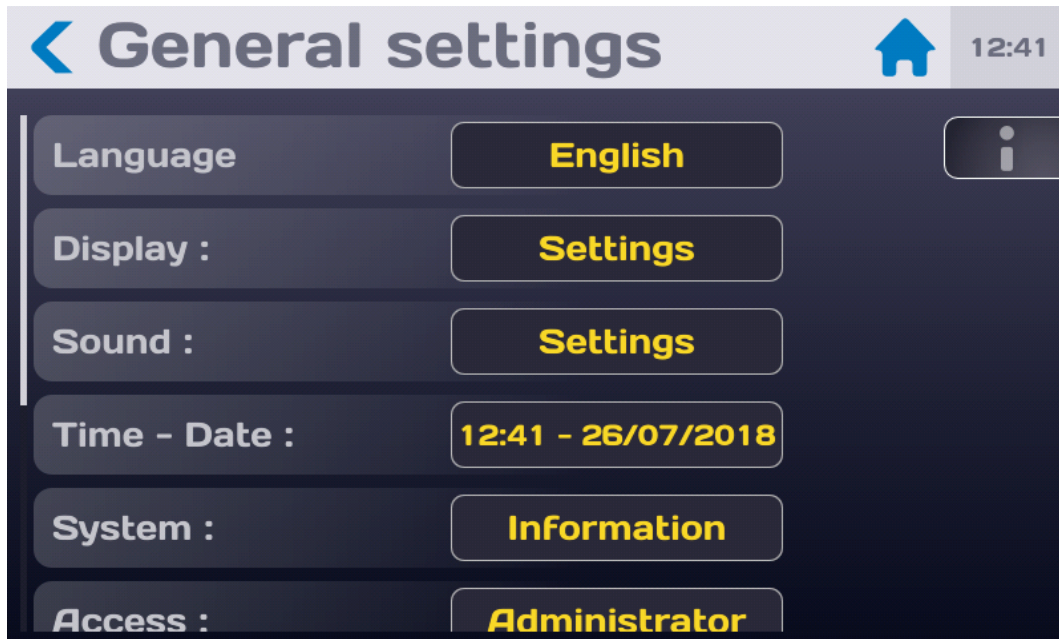 General settings
12:41
Language English
Display : Settings
Sound : Settings
Time - Date : 12:41 - 26/07/2018
System : Information
Access : Administrator